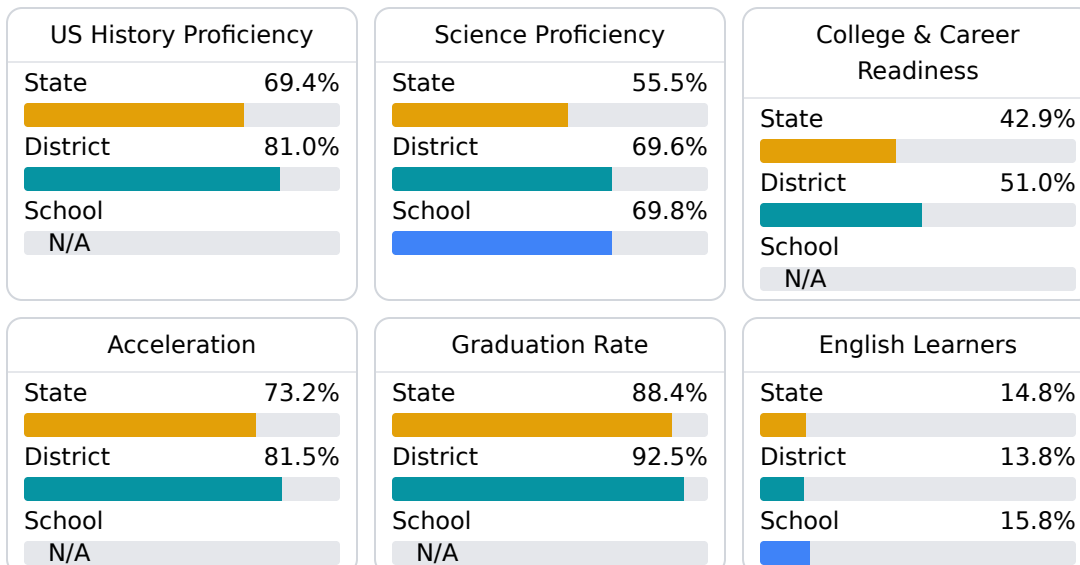 US History Proficiency
State 69.4%
District 81.0%
School
N/A
Science Proficiency
State 55.5%
District 69.6%
School 69.8%
College & Career
Readiness
State 42.9%
District 51.0%
School
N/A
Acceleration
State 73.2%
District 81.5%
School
N/A
Graduation Rate
State 88.4%
District 92.5%
School
N/A
English Learners
State 14.8%
District 13.8%
School 15.8%